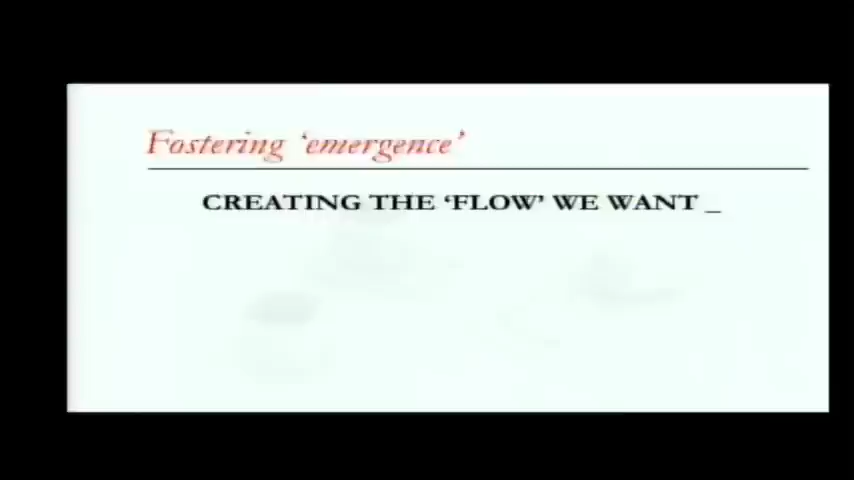 Fostering ‘emergence’
CREATING THE ‘FLOW’ WE WANT _